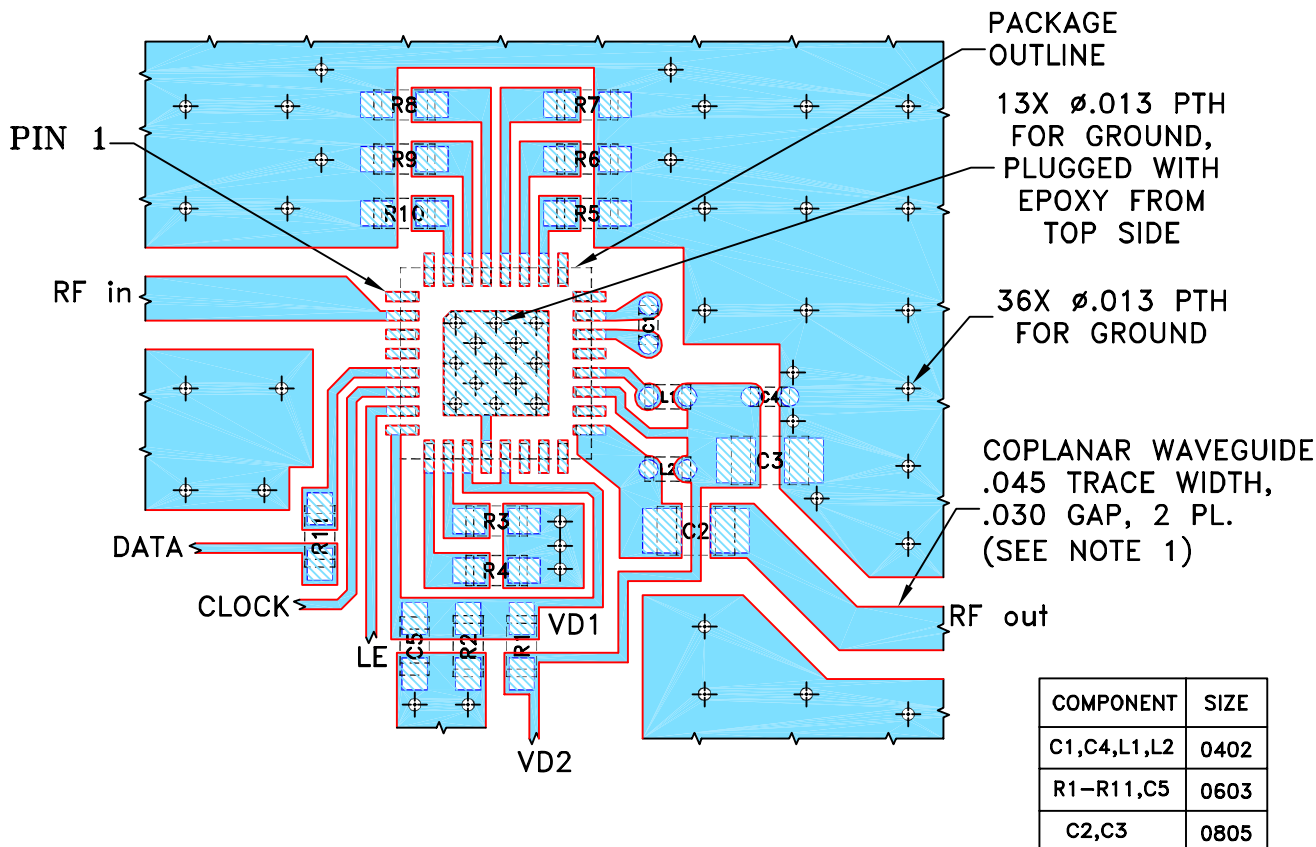 PACKAGE
OUTLINE
PIN 1
13X ø.013 PTH
FOR GROUND,
PLUGGED WITH
EPOXY FROM
TOP SIDE
R8
R7
R9
R6
R10
R5
RF in
36X ø.013 PTH
FOR GROUND
C1
L1
C4
L2
C3
COPLANAR WAVEGUIDE
.045 TRACE WIDTH,
.030 GAP, 2 PL.
(SEE NOTE 1)
R3
R4
R11
C2
DATA
CLOCK
LE
C5
R2
R1
VD1
VD2
RF out
COMPONENT SIZE
C1,C4,L1,L2 0402
R1–R11,C5 0603
C2,C3 0805